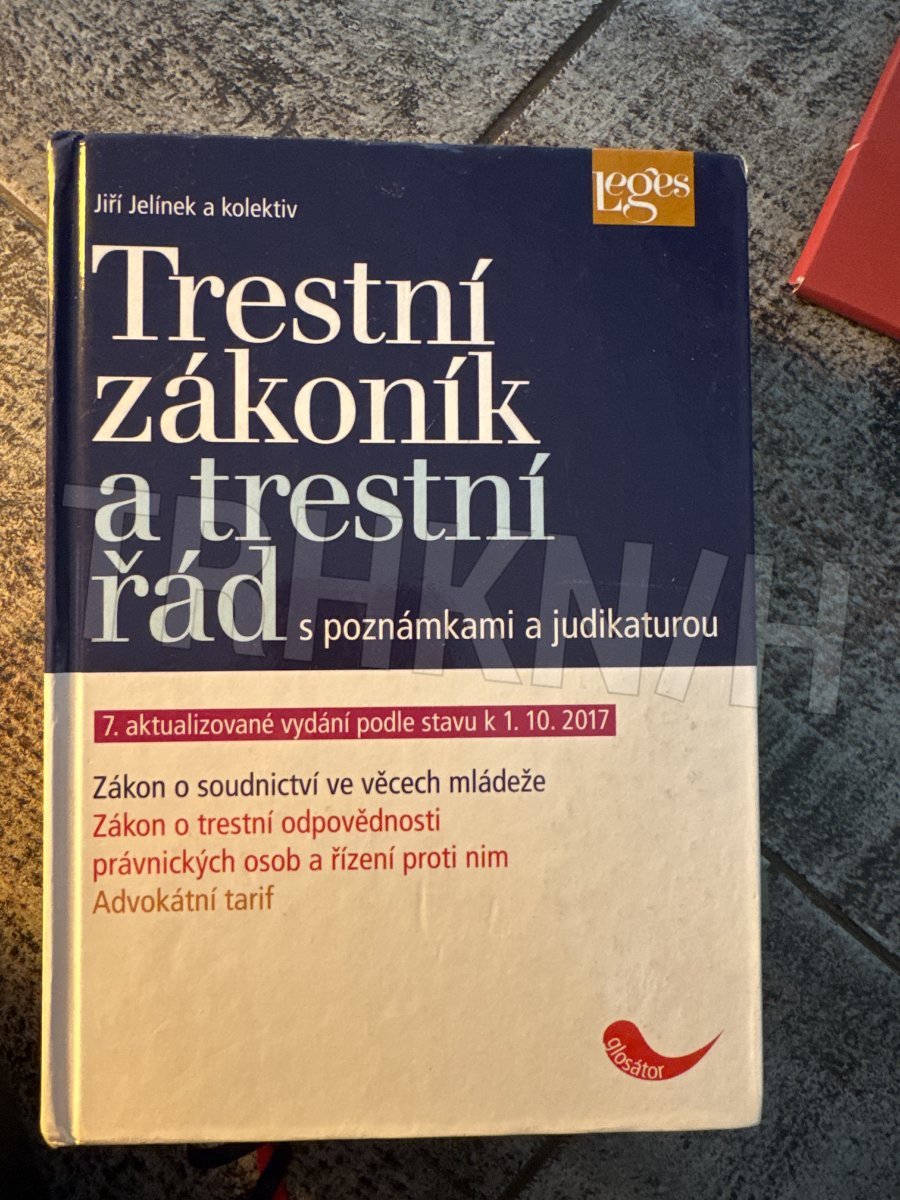 Jiří Jelínek a kolektiv
Leges
Trestní
zákoník
a trestní
řád s poznámkami a judikaturou
TRHKNIH
7. aktualizované vydání podle stavu k 1. 10. 2017
Zákon o soudnictví ve věcech mládeže
Zákon o trestní odpovědnosti
právnických osob a řízení proti nim
Advokátní tarif
glosátor